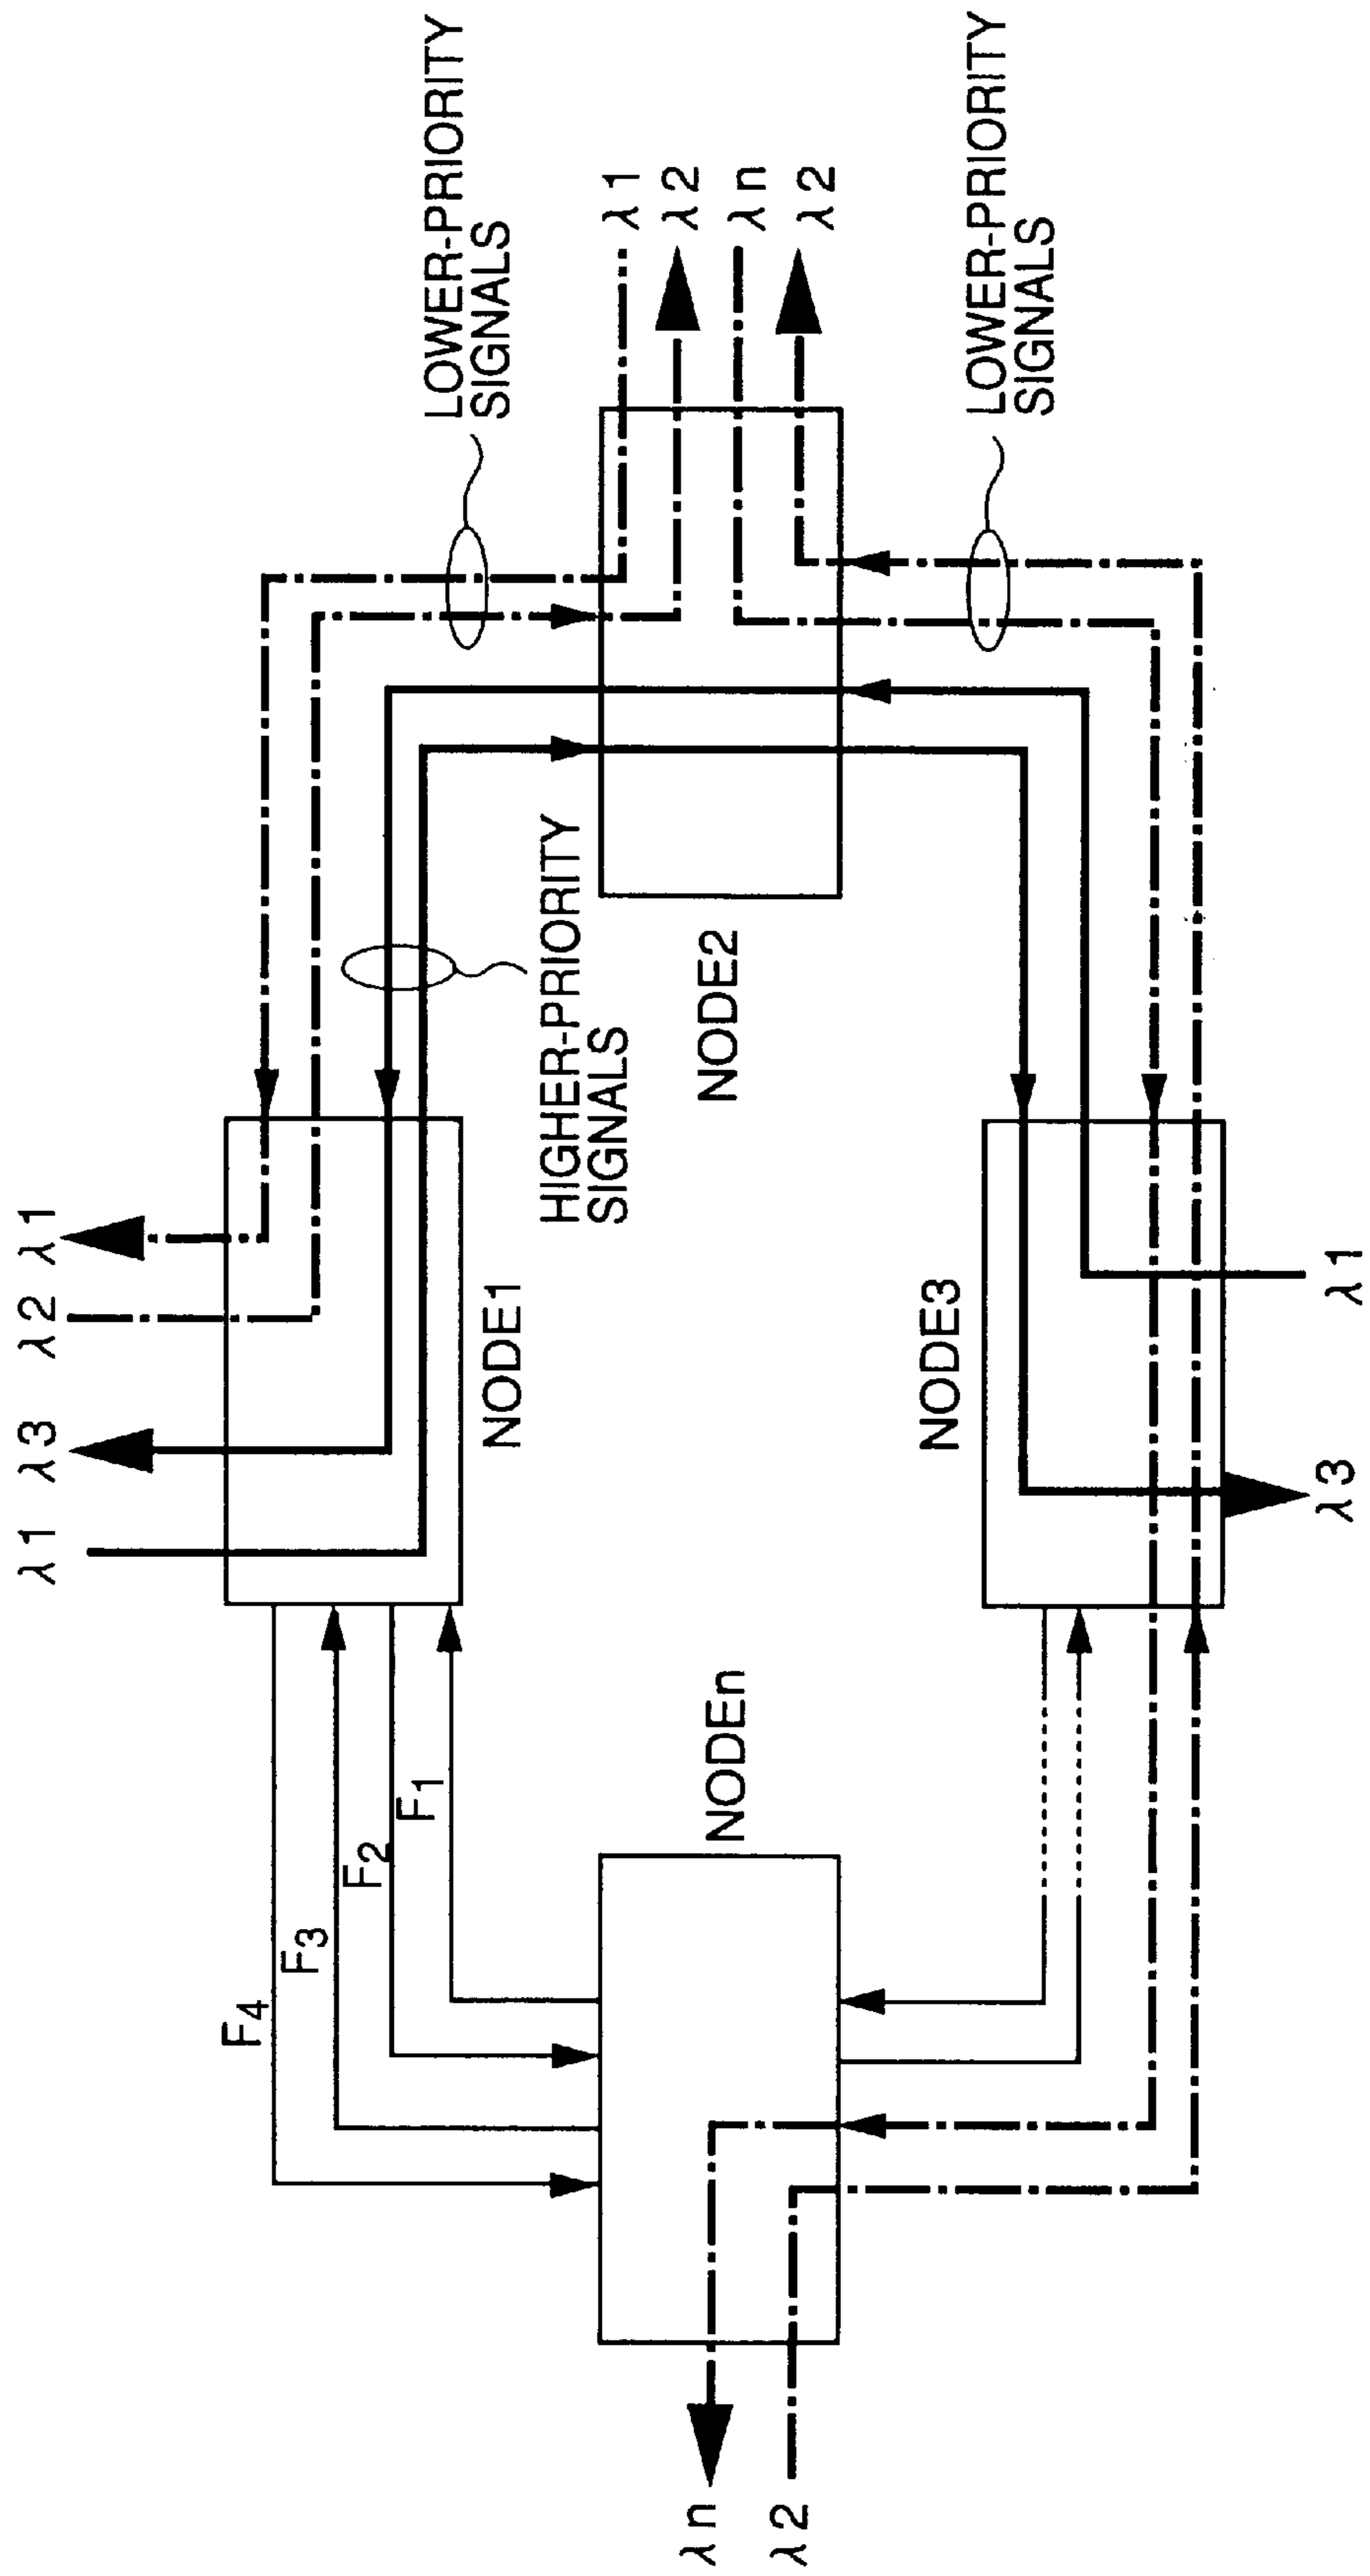 λ1 λ3 λ2 λ1
F4
F3
F2
F1
LOWER-PRIORITY
SIGNALS
NODE1
HIGHER-PRIORITY
SIGNALS
λ1
λ2
λn
λ2
NODEn
NODE2
λn
λ2
NODE3
LOWER-PRIORITY
SIGNALS
λ3 λ1